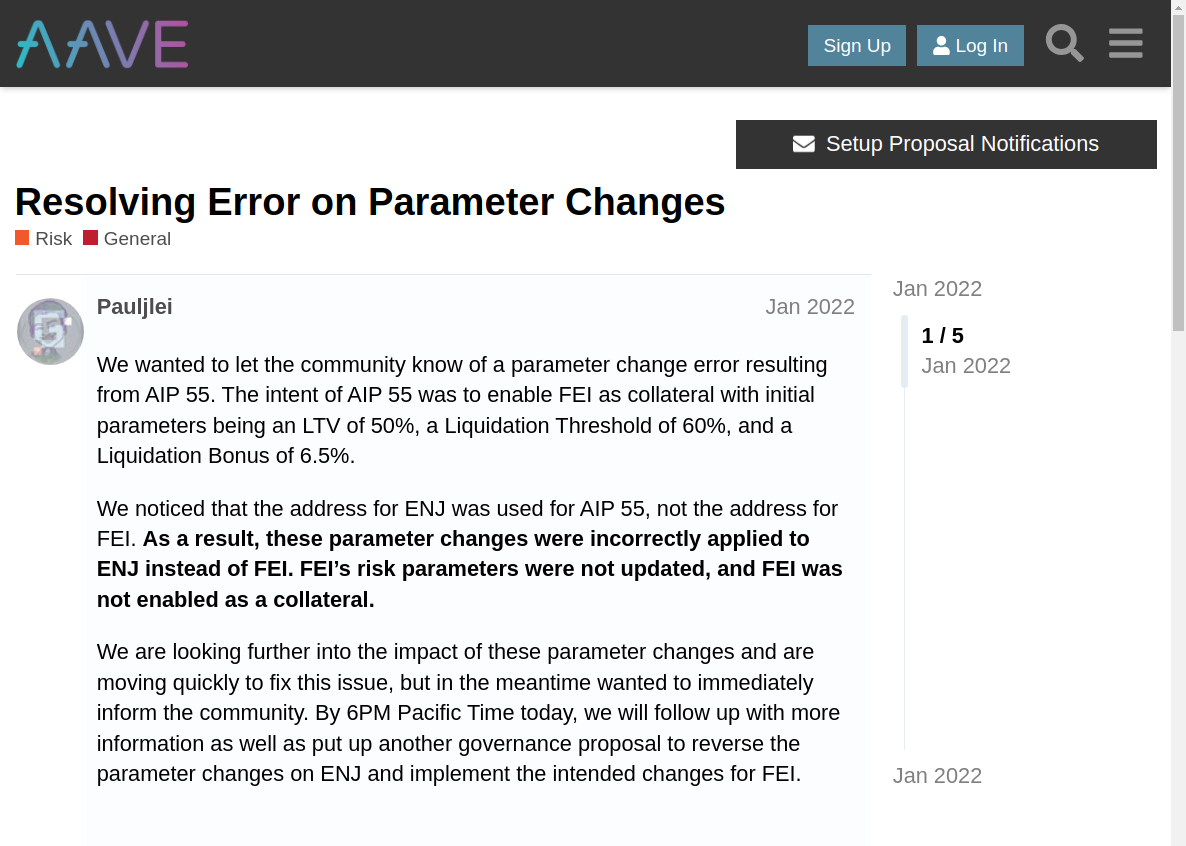 AAVE
Sign Up
Log In
Setup Proposal Notifications
Resolving Error on Parameter Changes
Risk General
Pauljlei Jan 2022
We wanted to let the community know of a parameter change error resulting
from AIP 55. The intent of AIP 55 was to enable FEI as collateral with initial
parameters being an LTV of 50%, a Liquidation Threshold of 60%, and a
Liquidation Bonus of 6.5%.
We noticed that the address for ENJ was used for AIP 55, not the address for
FEI. As a result, these parameter changes were incorrectly applied to
ENJ instead of FEI. FEI’s risk parameters were not updated, and FEI was
not enabled as a collateral.
We are looking further into the impact of these parameter changes and are
moving quickly to fix this issue, but in the meantime wanted to immediately
inform the community. By 6PM Pacific Time today, we will follow up with more
information as well as put up another governance proposal to reverse the
parameter changes on ENJ and implement the intended changes for FEI.
Jan 2022
1 / 5
Jan 2022
Jan 2022